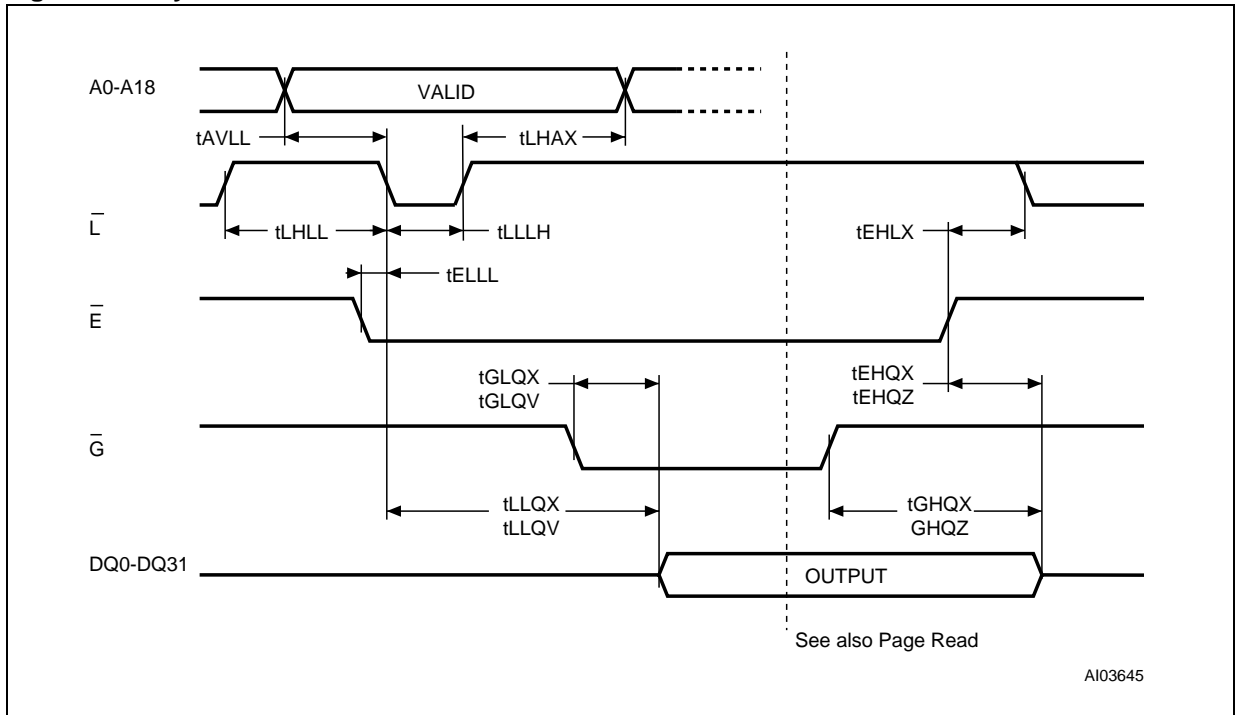 A0-A18
VALID
tAVLL
tLHAX
L
tLHLL
tLLLH
tEHLX
tELLL
E
tGLQX
tGLQV
tEHQX
tEHQZ
G
tLLQX
tLLQV
tGHQX
GHQZ
DQ0-DQ31
OUTPUT
See also Page Read
AI03645